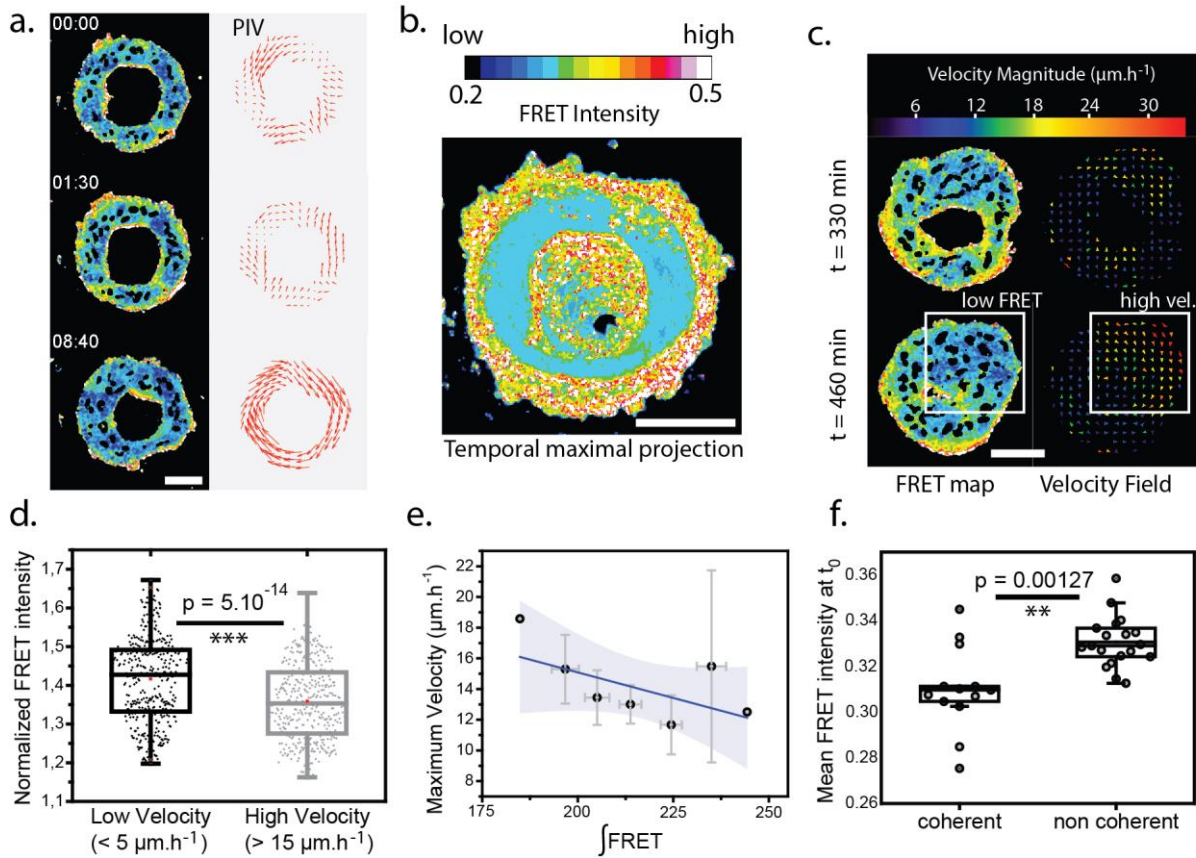 a.
00:00
PIV
01:30
08:40
b.
low high
0.2 0.5
FRET Intensity
Temporal maximal projection
c.
Velocity Magnitude (µm.h⁻¹)
6 12 18 24 30
t = 330 min
t = 460 min
low FRET
high vel.
FRET map
Velocity Field
d.
Normalized FRET intensity
1,7
1,6
1,5
1,4
1,3
1,2
1,1
p = 5.10⁻¹⁴
***
Low Velocity
(< 5 µm.h⁻¹)
High Velocity
(> 15 µm.h⁻¹)
e.
Maximum Velocity (µm.h⁻¹)
22
20
18
16
14
12
10
8
175 200 225 250
∫FRET
f.
Mean FRET intensity at t₀
0.36
0.34
0.32
0.30
0.28
0.26
p = 0.00127
**
coherent
non coherent